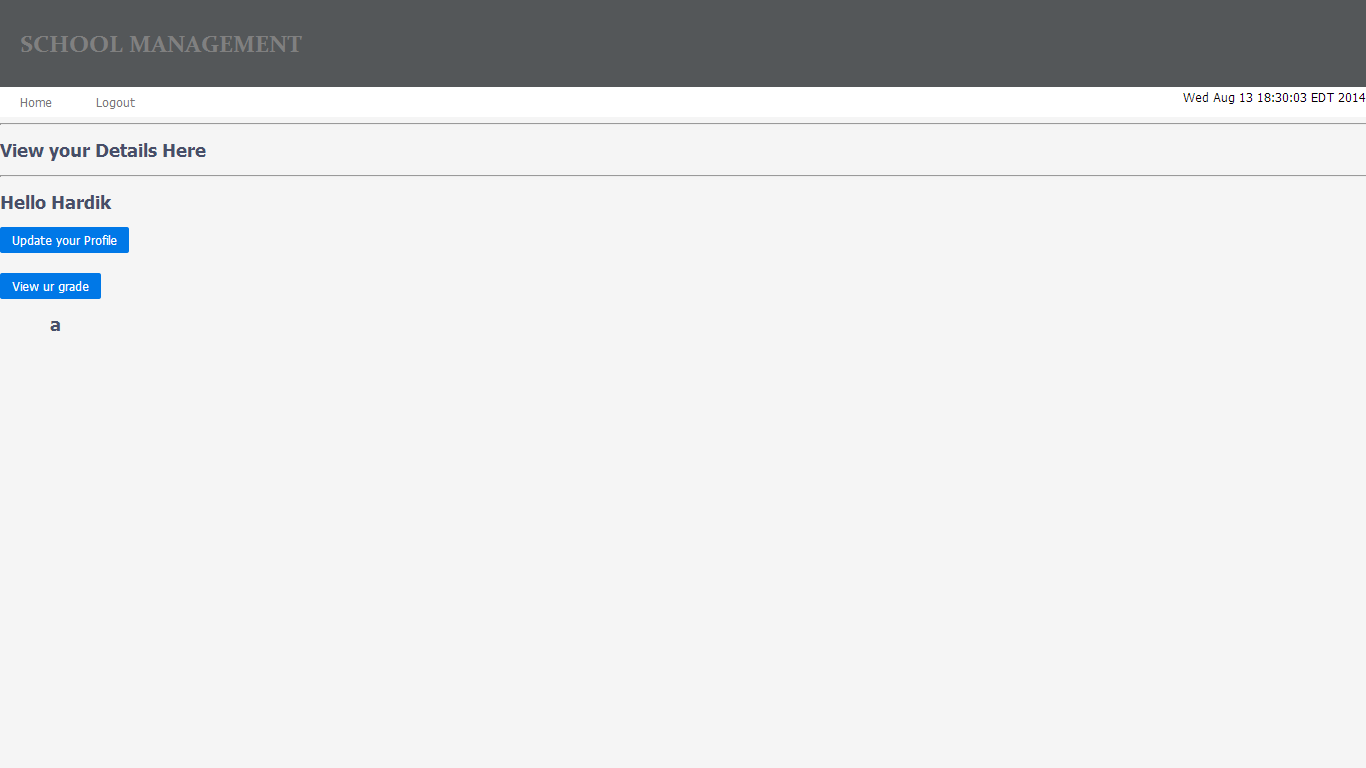 SCHOOL MANAGEMENT
Home Logout Wed Aug 13 18:30:03 EDT 2014
View your Details Here
Hello Hardik
Update your Profile
View ur grade
a